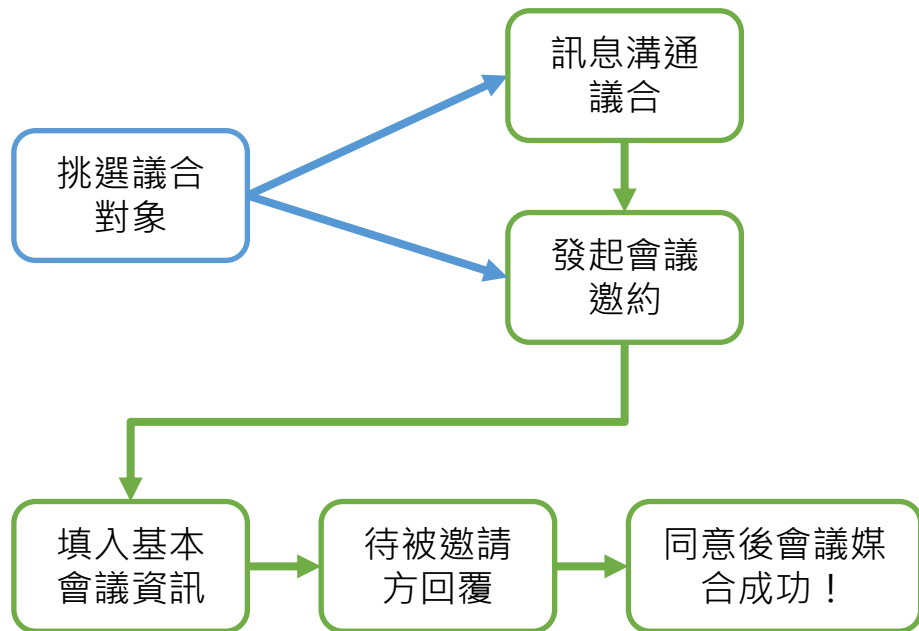 訊息溝通
議合
挑選議合
對象
發起會議
邀約
填入基本
會議資訊
待被邀請
方回覆
同意後會議媒
合成功！